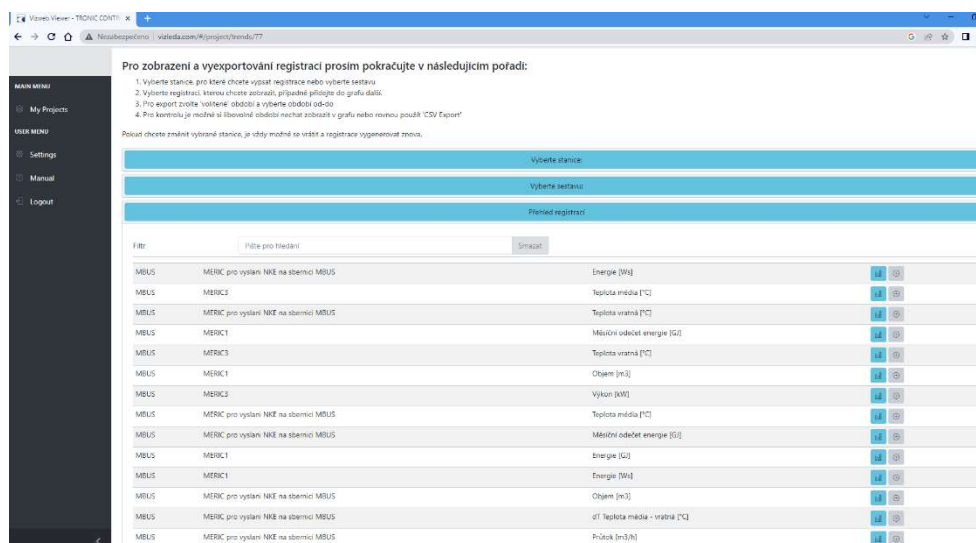 Vizweb Viewer - TRONIC CONTR
Nezabezpečeno vizleda.com/#/project/trends/77
MAIN MENU
My Projects
USER MENU
Settings
Manual
Logout
Pro zobrazení a vyexportování registrací prosím pokračujte v následujícím pořadí:
1. Vyberte stanice, pro které chcete vypsat registrace nebo vyberte sestavu
2. Vyberte registraci, kterou chcete zobrazit, případně přidejte do grafu další.
3. Pro export zvolte 'volitené' období a vyberte období od-do
4. Pro kontrolu je možné si libovolné období nechat zobrazit v grafu nebo rovnou použít 'CSV Export'
Pokud chcete změnit vybrané stanice, je vždy možné se vrátit a registrace vygenerovat znova.
Vyberte stanice:
Vyberte sestavu:
Přehled registrací
Filtr Pište pro hledání Smazat
MBUS MERIC pro vyslani NKE na sbernici MBUS Energie [Ws]
MBUS MERIC3 Teplota média [°C]
MBUS MERIC pro vyslani NKE na sbernici MBUS Teplota vratná [°C]
MBUS MERIC1 Měsíční odečet energie [GJ]
MBUS MERIC3 Teplota vratná [°C]
MBUS MERIC1 Objem [m3]
MBUS MERIC3 Výkon [kW]
MBUS MERIC pro vyslani NKE na sbernici MBUS Teplota média [°C]
MBUS MERIC pro vyslani NKE na sbernici MBUS Měsíční odečet energie [GJ]
MBUS MERIC1 Energie [GJ]
MBUS MERIC1 Energie [Ws]
MBUS MERIC pro vyslani NKE na sbernici MBUS Objem [m3]
MBUS MERIC pro vyslani NKE na sbernici MBUS dT Teplota média - vratná [°C]
MBUS MERIC pro vyslani NKE na sbernici MBUS Průtok [m3/h]